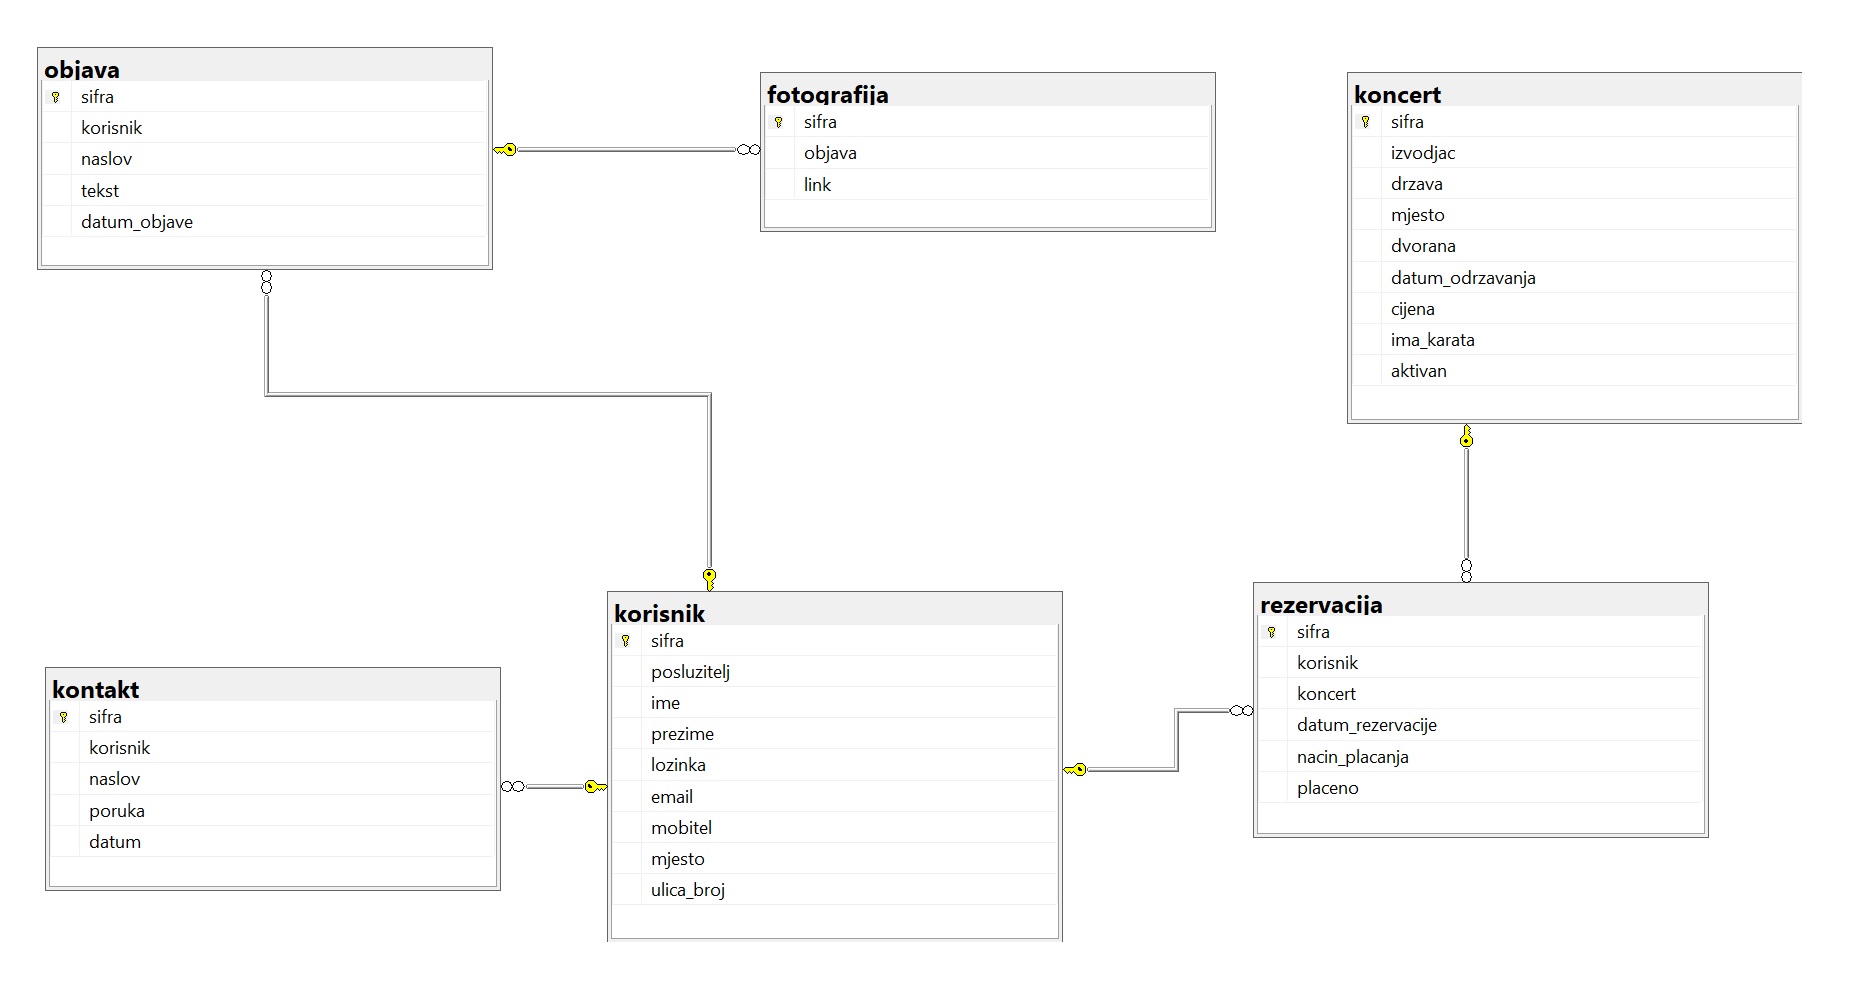 objava
sifra
korisnik
naslov
tekst
datum_objave
fotografija
sifra
objava
link
koncert
sifra
izvodjac
drzava
mjesto
dvorana
datum_odrzavanja
cijena
ima_karata
aktivan
kontakt
sifra
korisnik
naslov
poruka
datum
korisnik
sifra
posluzitelj
ime
prezime
lozinka
email
mobitel
mjesto
ulica_broj
rezervacija
sifra
korisnik
koncert
datum_rezervacije
nacin_placanja
placeno